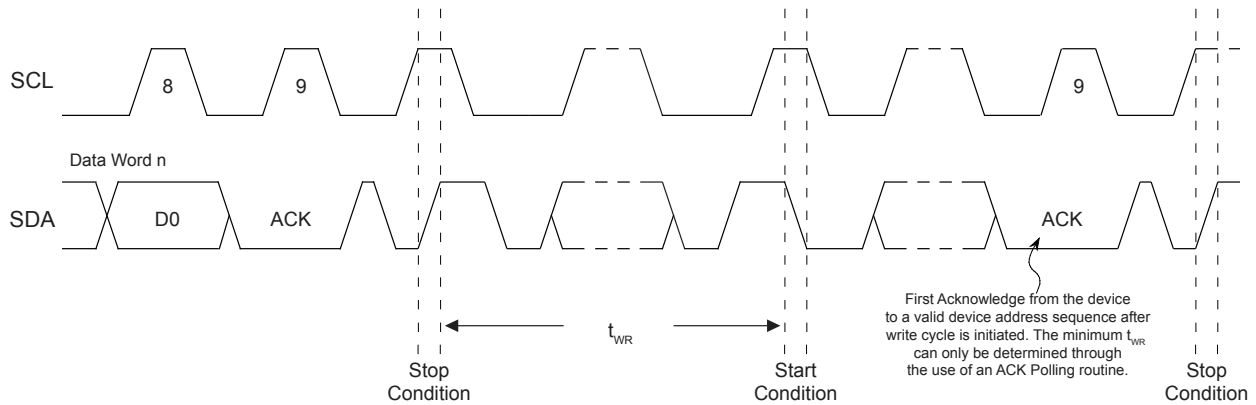 SCL
8
9
9
Data Word n
SDA
D0
ACK
ACK
First Acknowledge from the device
to a valid device address sequence after
write cycle is initiated. The minimum tWR
can only be determined through
the use of an ACK Polling routine.
tWR
Stop
Condition
Start
Condition
Stop
Condition